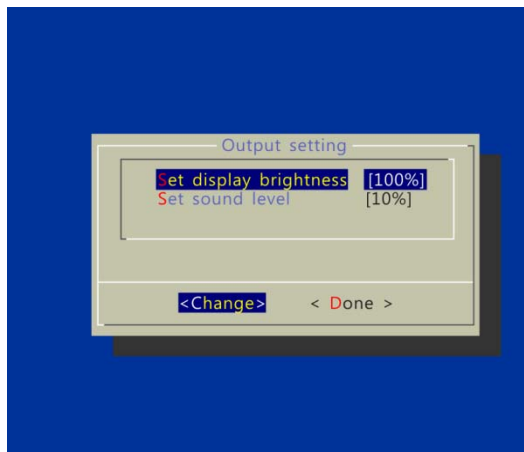 Output setting
Set display brightness [100%]
Set sound level [10%]
<Change> < Done >